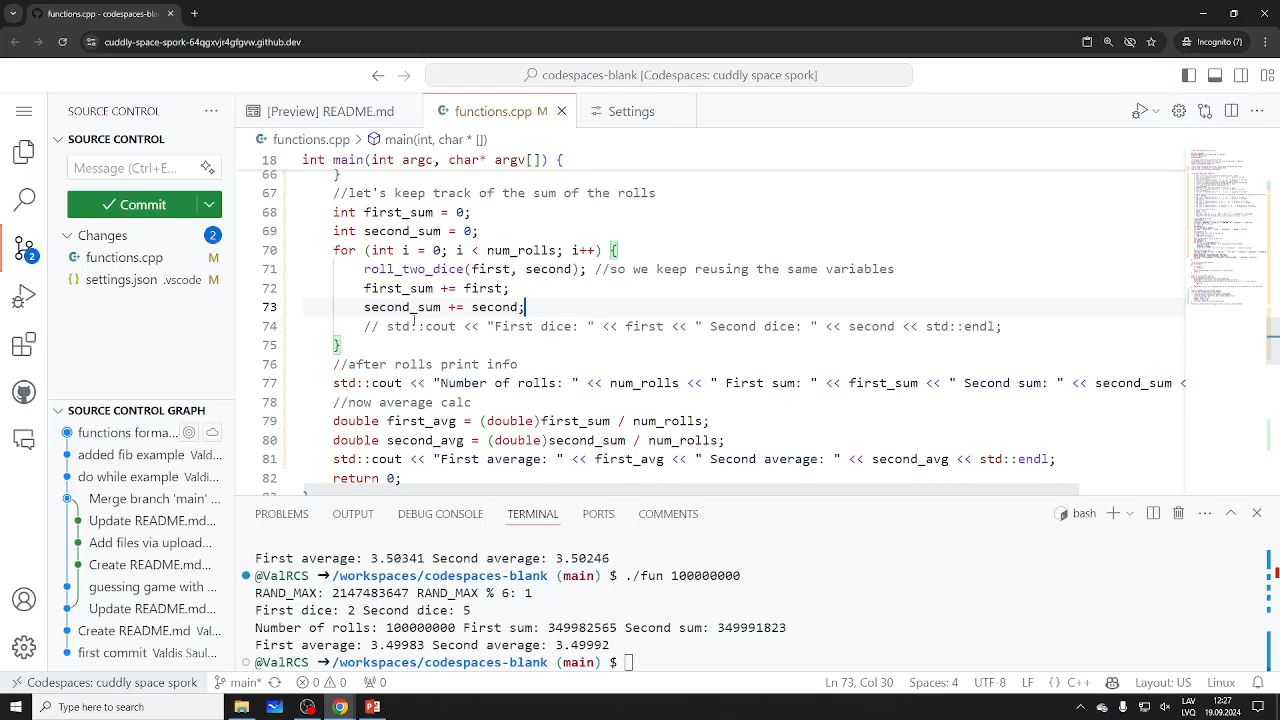 functions.cpp - codespaces-ble
cuddly-space-spork-64qgxvjr4gfgvw.github.dev
Incognito (7)
codespaces-blank [Codespaces: cuddly space spork]
SOURCE CONTROL
[Preview] README.md
functions.cpp M
Settings
SOURCE CONTROL
functions.cpp > main(int, char * [])
Message (Ctrl+E...
Commit
Changes 2
functions.cpp M
settings.json .vscode M
2
18 int main(int argc, char* argv[]) {
66
67 //let's keep track of the sum of the rolls
68 int first_sum = 0;
69 int second_sum = 0;
70 for (int i = 0; i < num_rolls; i++) {
71 roll_two_dice(first, second); //so we keep reusing the same variables
72 first_sum += first;
73 second_sum += second;
74 // std::cout << "First dice: " << first << " Second dice: " << second << std::endl;
75 }
76 //after rolls print info
77 std::cout << "Number of rolls: " << num_rolls << " First sum: " << first_sum << " Second sum: " << second_sum <
78 //now average calc
79 double first_avg = (double)first_sum / num_rolls;
80 double second_avg = (double)second_sum / num_rolls;
81 std::cout << "First average: " << first_avg << " Second average: " << second_avg << std::endl;
82 return 0;
SOURCE CONTROL GRAPH
functions forma...
added fib example Vald...
do while example Vald...
Merge branch 'main' ...
Update README.md...
Add files via upload...
Create README.md...
guessing game with ...
Update README.md...
Create README.md Val...
first commit Valdis Saul...
PROBLEMS OUTPUT DEBUG CONSOLE TERMINAL PORTS COMMENTS
bash
First average: 3.50341 Second average: 3.50246
@ValRCS ➜/workspaces/codespaces-blank (main) $ ./fun 100000000
RAND_MAX: 2147483647 RAND_MAX % 6: 1
First dice: 2 Second dice: 5
Number of rolls: 100000000 First sum: 349982565 Second sum: 349991823
First average: 3.49983 Second average: 3.49992
@ValRCS ➜/workspaces/codespaces-blank (main) $
Codespaces: cuddly space spork
main*
0 0 0
Ln 73, Col 30 Spaces: 4 UTF-8 LF {} C++ Layout: US Linux
Type here to search
LAV
12:27
19.09.2024